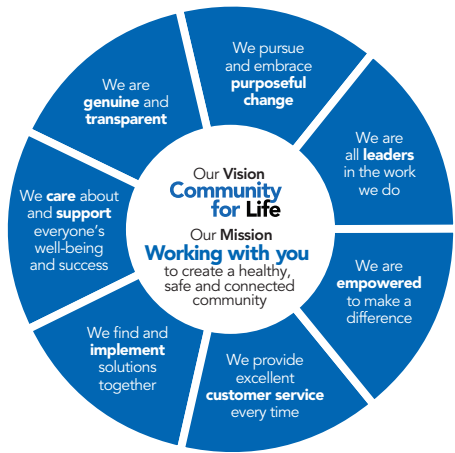 Our Vision
Community
for Life
Our Mission
Working with you
to create a healthy,
safe and connected
community
We pursue
and embrace
purposeful
change
We are
all leaders
in the work
we do
We are
empowered
to make a
difference
We provide
excellent
customer service
every time
We find and
implement
solutions
together
We care about
and support
everyone's
well-being
and success
We are
genuine and
transparent